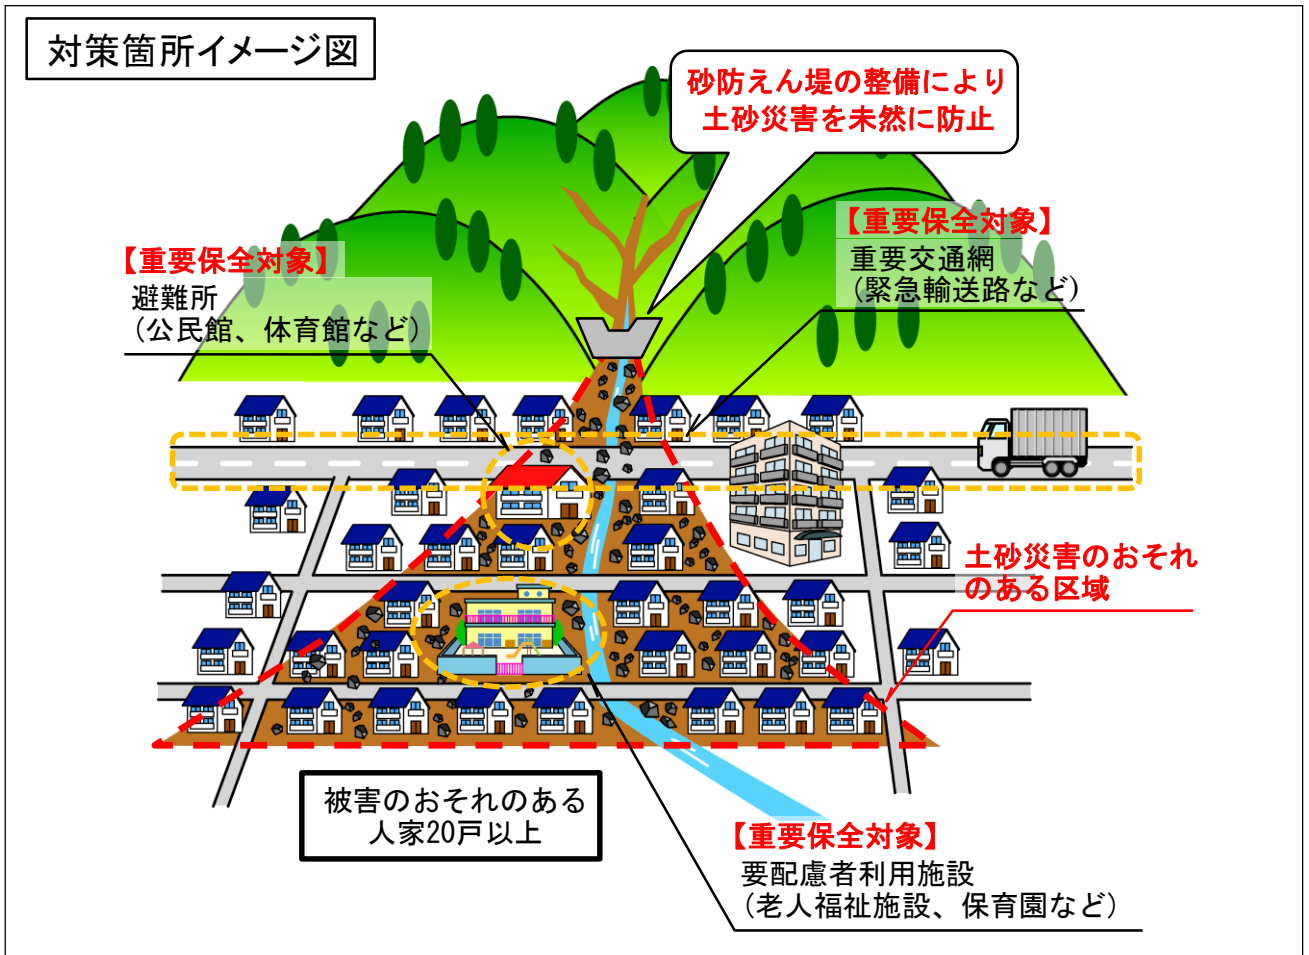 対策箇所イメージ図
砂防えん堤の整備により
土砂災害を未然に防止
【重要保全対象】
避難所
(公民館、体育館など)
【重要保全対象】
重要交通網
(緊急輸送路など)
土砂災害のおそれ
のある区域
被害のおそれのある
人家20戸以上
【重要保全対象】
要配慮者利用施設
(老人福祉施設、保育園など)